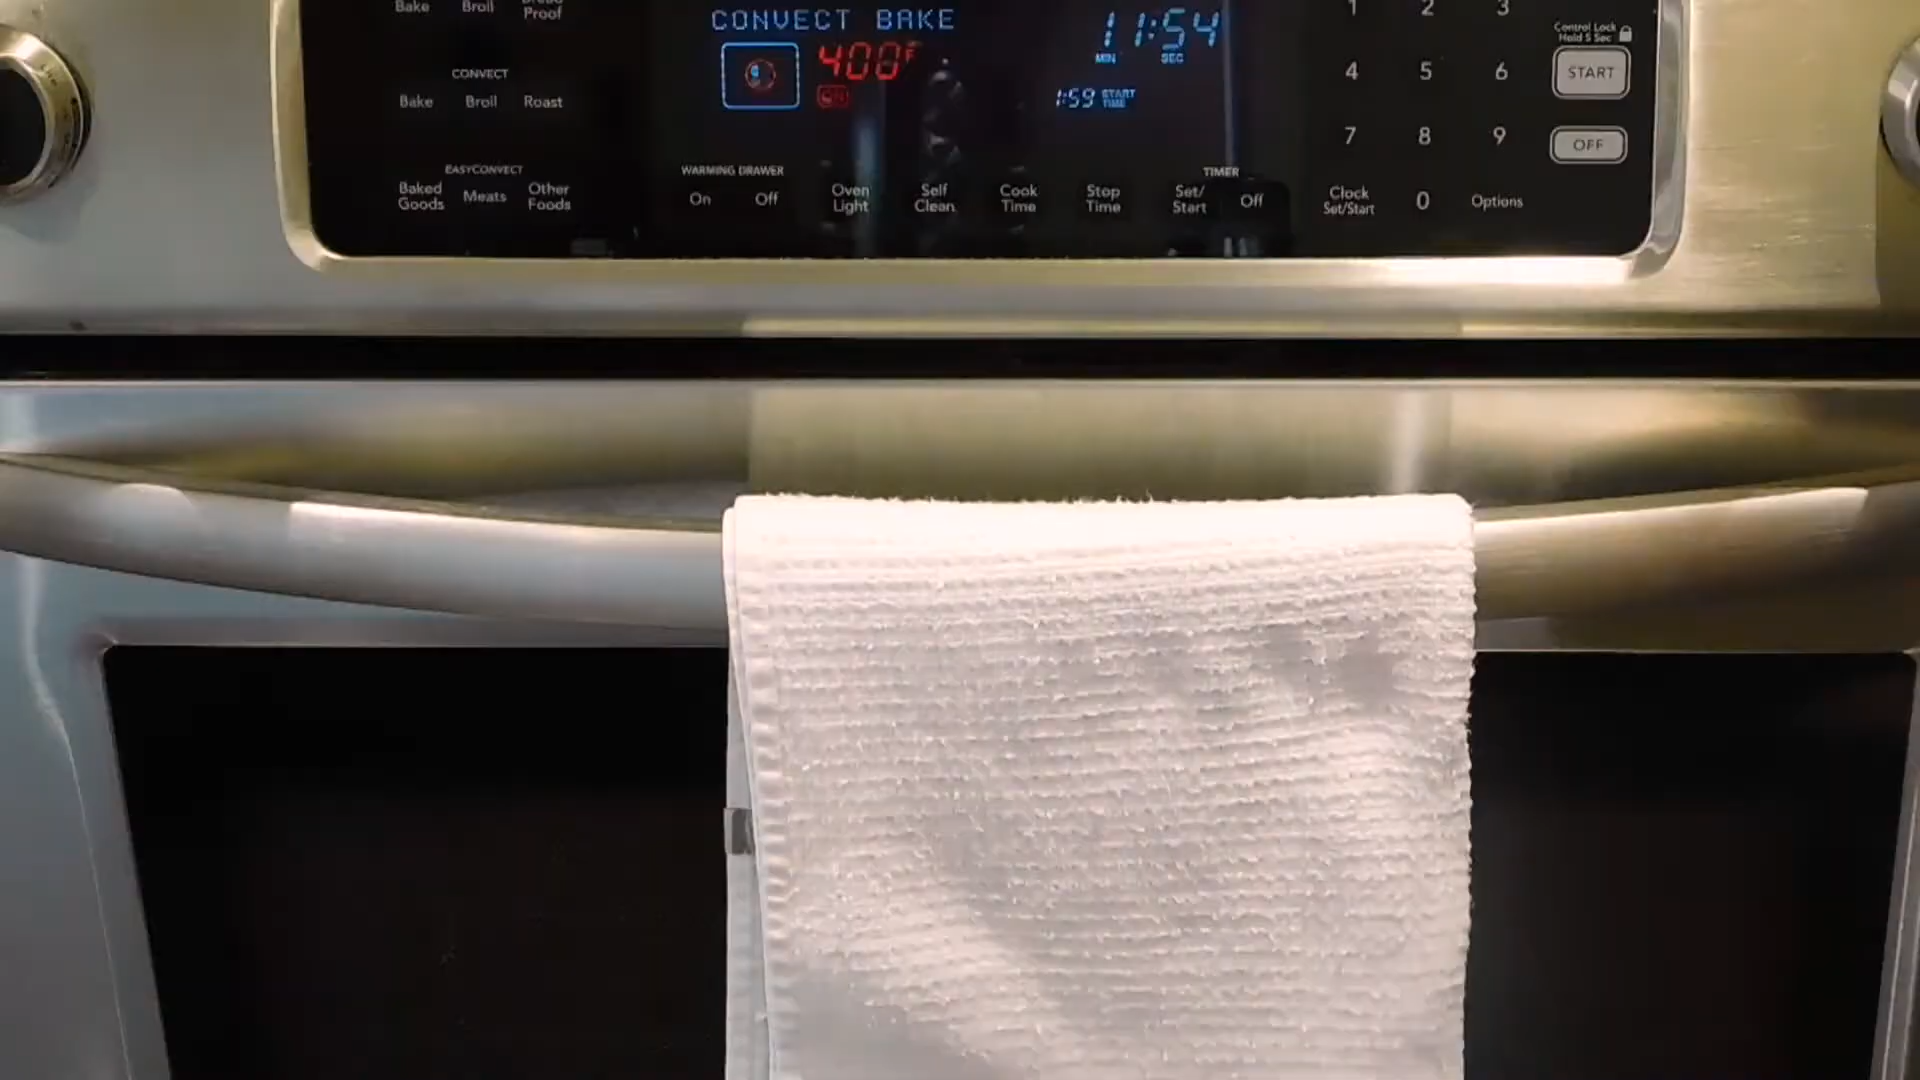 Bake Broil Bread Proof
CONVECT
Bake Broil Roast
EASYCONVECT
Baked Goods Meats Other Foods
CONVECT BAKE
400°F
ON
11:54
MIN SEC
1:59 START TIME
WARMING DRAWER
On Off
Oven Light
Self Clean
Cook Time
Stop Time
TIMER
Set/Start Off
1 2 3
4 5 6
7 8 9
Clock Set/Start
0
Options
Control Lock
Hold 5 Sec
START
OFF